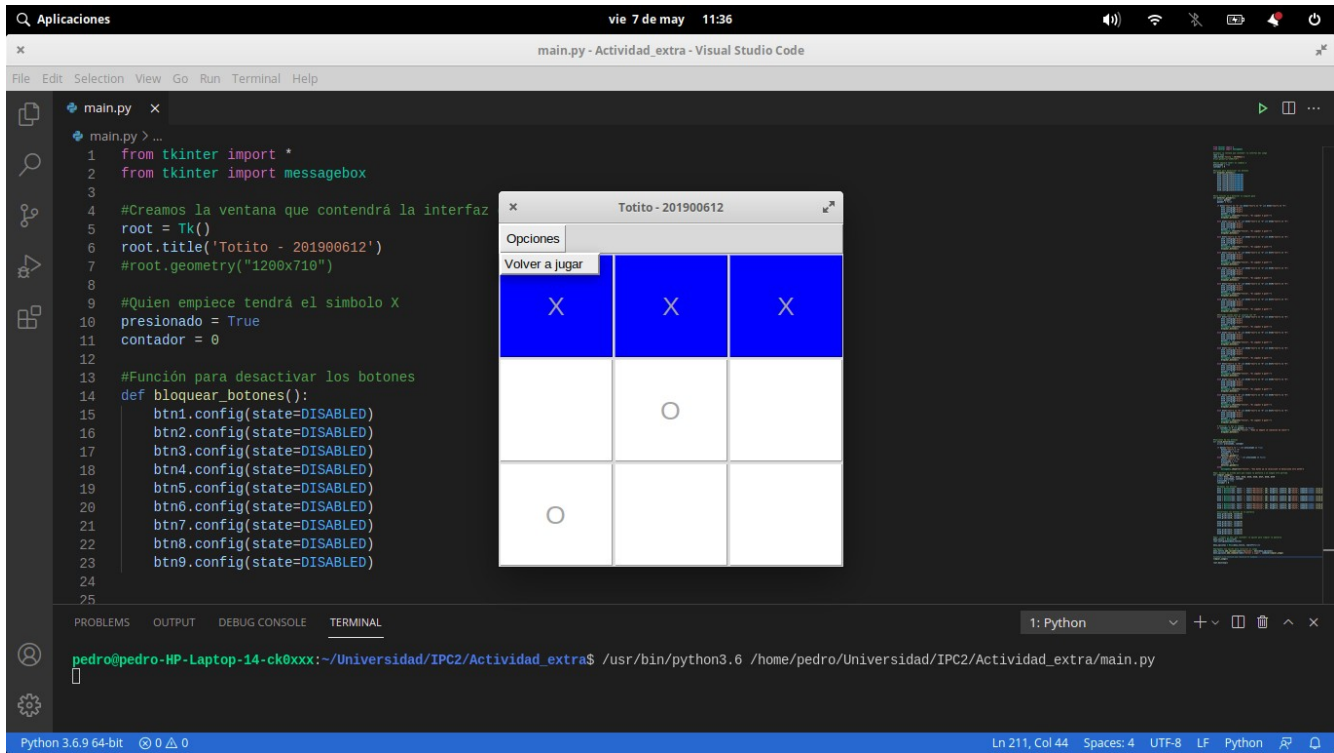 Aplicaciones
vie 7 de may 11:36
main.py - Actividad_extra - Visual Studio Code
File Edit Selection View Go Run Terminal Help
main.py
main.py > ...
1 from tkinter import *
2 from tkinter import messagebox
3
4 #Creamos la ventana que contendrá la interfaz
5 root = Tk()
6 root.title('Totito - 201900612')
7 #root.geometry("1200x710")
8
9 #Quien empiece tendrá el simbolo X
10 presionado = True
11 contador = 0
12
13 #Función para desactivar los botones
14 def bloquear_botones():
15 btn1.config(state=DISABLED)
16 btn2.config(state=DISABLED)
17 btn3.config(state=DISABLED)
18 btn4.config(state=DISABLED)
19 btn5.config(state=DISABLED)
20 btn6.config(state=DISABLED)
21 btn7.config(state=DISABLED)
22 btn8.config(state=DISABLED)
23 btn9.config(state=DISABLED)
24
25
Totito - 201900612
Opciones
Volver a jugar
X X X
O
O
PROBLEMS OUTPUT DEBUG CONSOLE TERMINAL
1: Python
pedro@pedro-HP-Laptop-14-ck0xxx:~/Universidad/IPC2/Actividad_extra$ /usr/bin/python3.6 /home/pedro/Universidad/IPC2/Actividad_extra/main.py
Python 3.6.9 64-bit 0 0
Ln 211, Col 44 Spaces: 4 UTF-8 LF Python